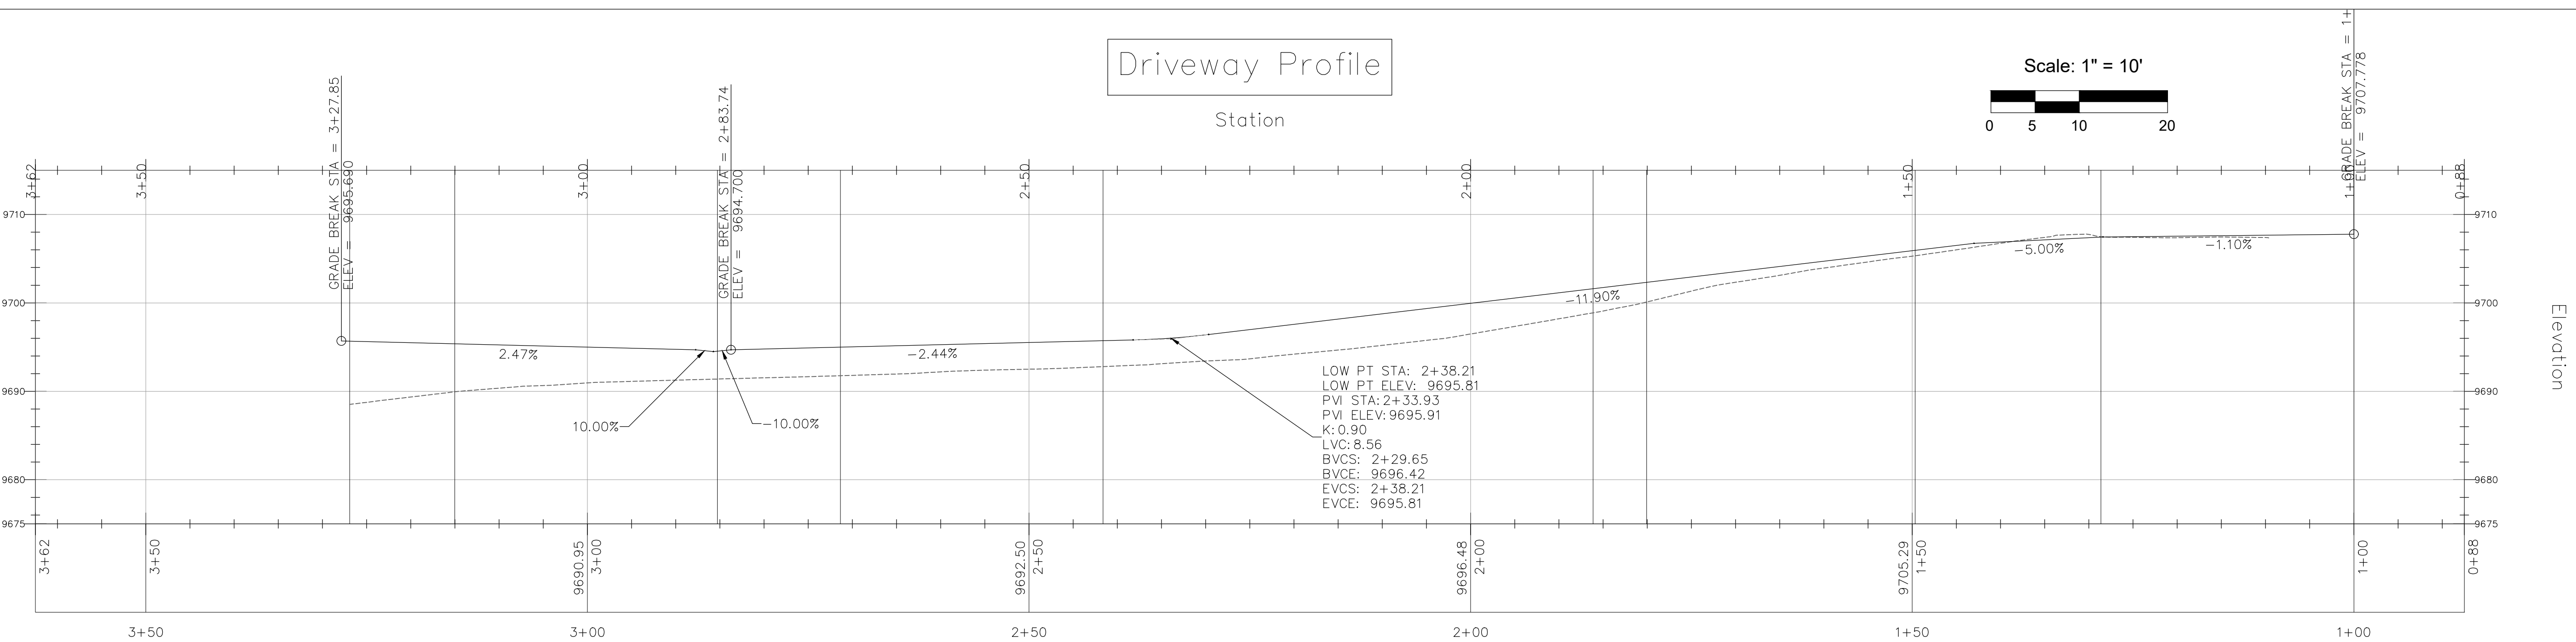 Driveway Profile
Station
Scale: 1" = 10'
0 5 10 20
GRADE BREAK STA = 3+27.85
ELEV = 9695.690
GRADE BREAK STA = 2+83.74
ELEV = 9694.700
GRADE BREAK STA = 1+
ELEV = 9707.778
3+62 3+50 3+00 2+50 2+00 1+50 1+00 0+88
9710
9700
9690
9680
9675
2.47%
10.00%
-10.00%
-2.44%
-11.90%
-5.00%
-1.10%
LOW PT STA: 2+38.21
LOW PT ELEV: 9695.81
PVI STA:2+33.93
PVI ELEV:9695.91
K:0.90
LVC:8.56
BVCS: 2+29.65
BVCE: 9696.42
EVCS: 2+38.21
EVCE: 9695.81
9710
9700
9690
9680
9675
Elevation
3+62
3+50
9690.95
3+00
9692.50
2+50
9696.48
2+00
9705.29
1+50
1+00
0+88
3+50 3+00 2+50 2+00 1+50 1+00